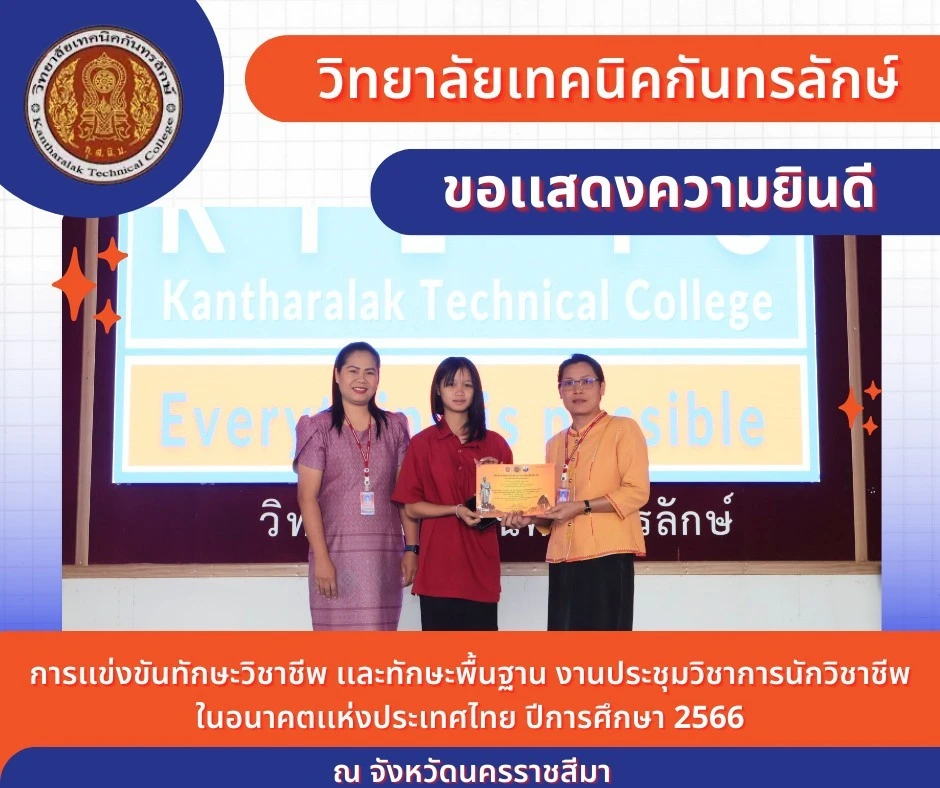 วิทยาลัยเทคนิคกันทรลักษ์
กุ.ส.นิ.ม.
Kantharalak Technical College
วิทยาลัยเทคนิคกันทรลักษ์
ขอแสดงความยินดี
Kantharalak Technical College
Everything is possible
การแข่งขันทักษะวิชาชีพ และทักษะพื้นฐาน งานประชุมวิชาการนักวิชาชีพ
ในอนาคตแห่งประเทศไทย ปีการศึกษา 2566
ณ จังหวัดนครราชสีมา